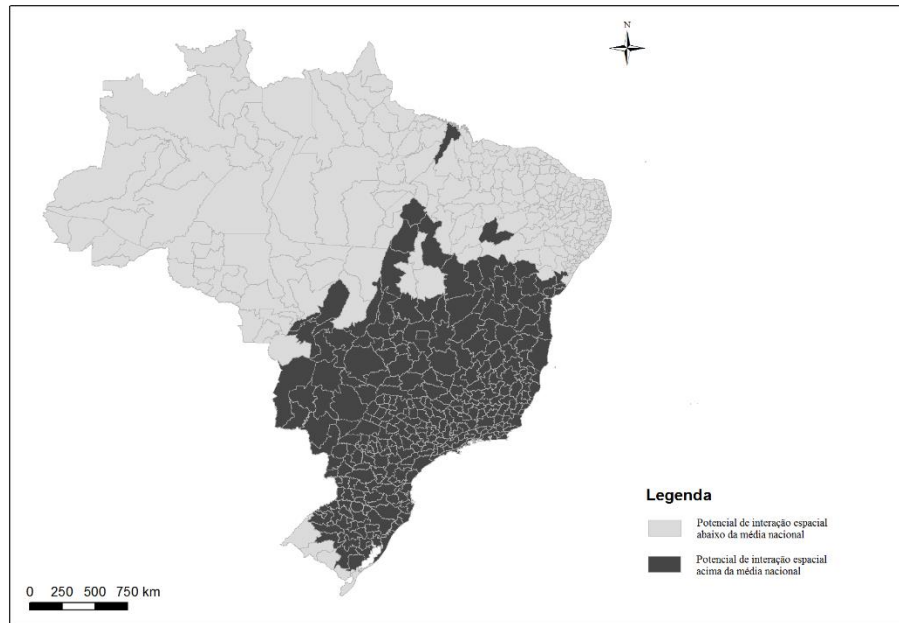 N
Legenda
Potencial de interação espacial
abaixo da média nacional
Potencial de interação espacial
acima da média nacional
0 250 500 750 km